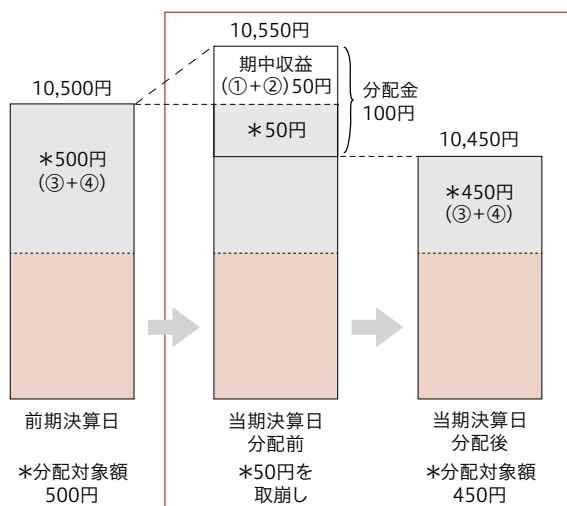 10,500円
＊500円
(③＋④)
前期決算日
＊分配対象額
500円
10,550円
期中収益
(①＋②)50円
＊50円
分配金
100円
当期決算日
分配前
＊50円を
取崩し
10,450円
＊450円
(③＋④)
当期決算日
分配後
＊分配対象額
450円